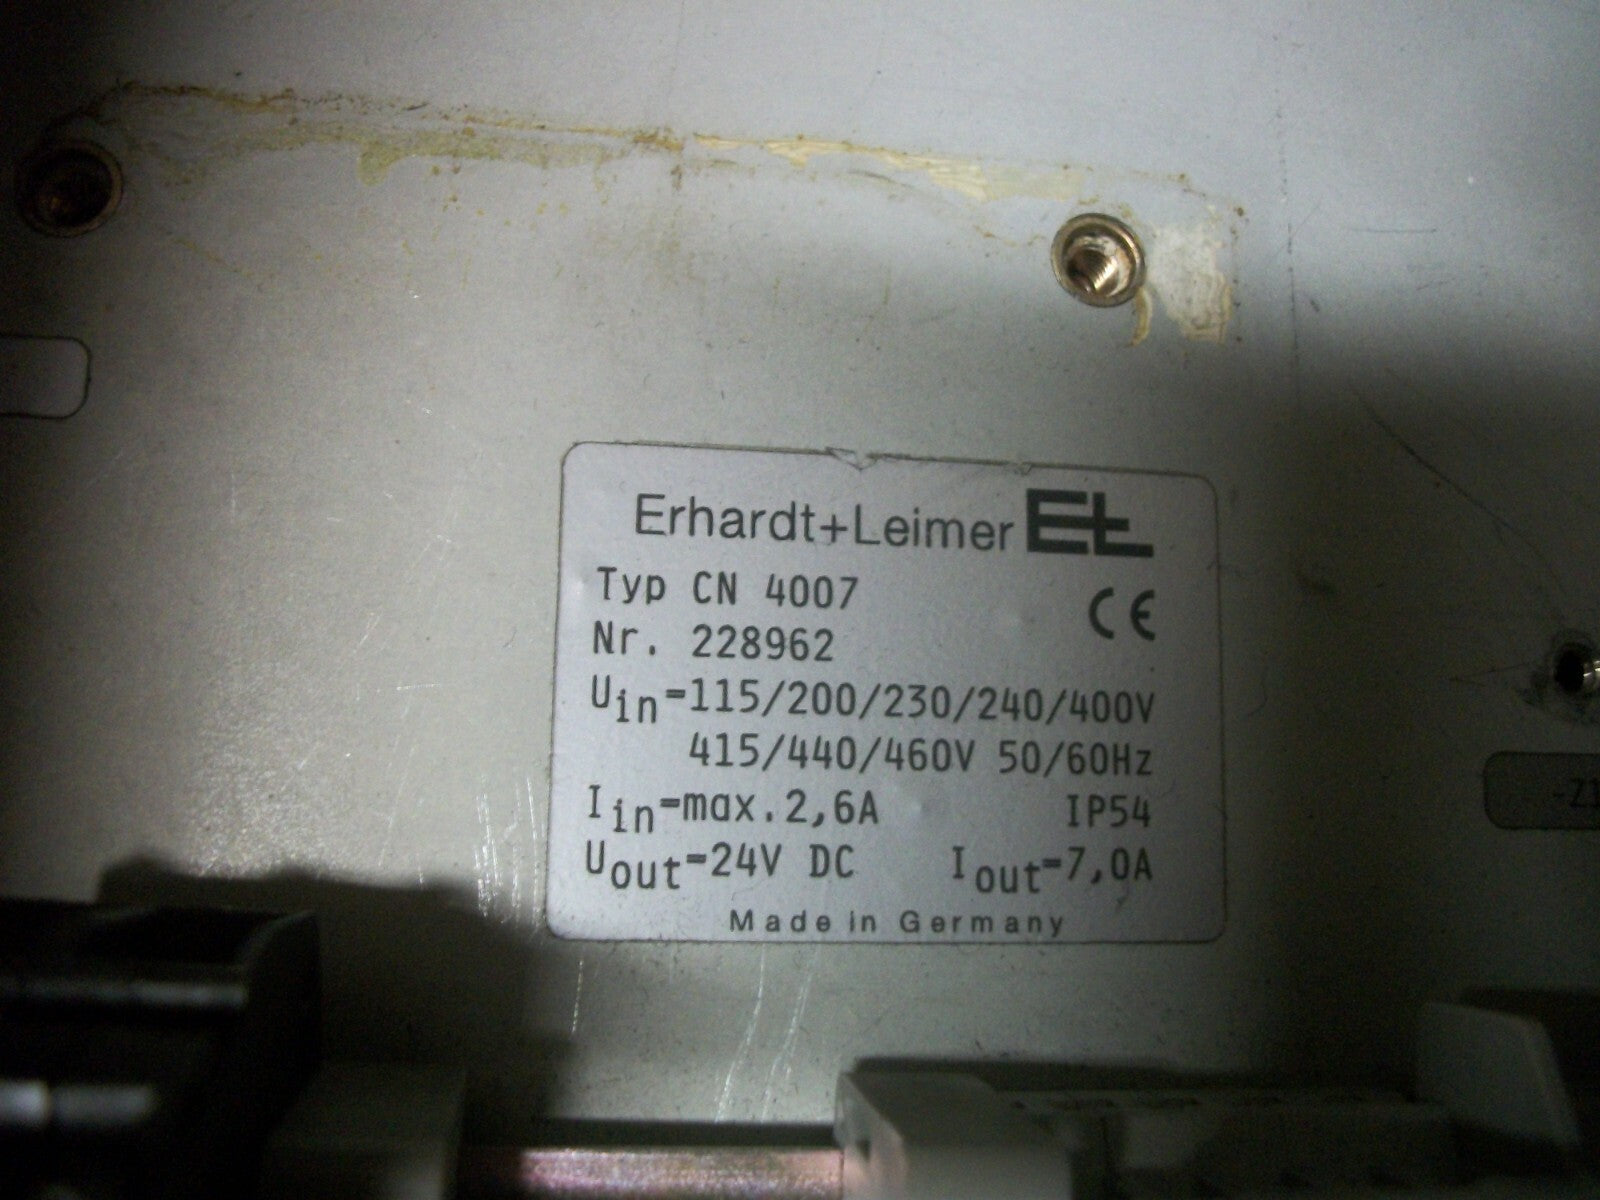 Erhardt+Leimer E+L
Typ CN 4007
CE
Nr. 228962
Uin=115/200/230/240/400V
415/440/460V 50/60Hz
Iin=max.2,6A IP54
Uout=24V DC Iout=7,0A
Made in Germany